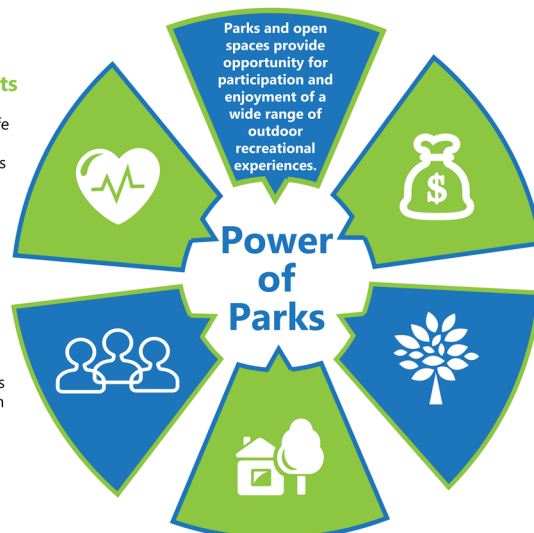 Parks and open
spaces provide
opportunity for
participation and
enjoyment of a
wide range of
outdoor
recreational
experiences.
$
Power
of
Parks